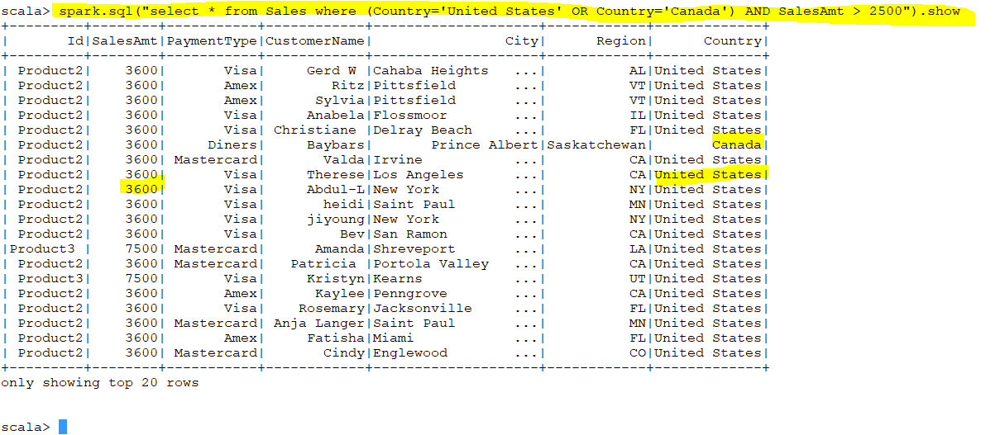 scala> spark.sql("select * from Sales where (Country='United States' OR Country='Canada') AND SalesAmt > 2500").show
+----------+--------+-----------+------------+--------------------+------------+-------------+
|        Id|SalesAmt|PaymentType|CustomerName|                City|      Region|      Country|
+----------+--------+-----------+------------+--------------------+------------+-------------+
|  Product2|    3600|       Visa|     Gerd W |Cahaba Heights   ...|          AL|United States|
|  Product2|    3600|       Amex|        Ritz|Pittsfield       ...|          VT|United States|
|  Product2|    3600|       Amex|      Sylvia|Pittsfield       ...|          VT|United States|
|  Product2|    3600|       Visa|     Anabela|Flossmoor        ...|          IL|United States|
|  Product2|    3600|       Visa| Christiane |Delray Beach     ...|          FL|United States|
|  Product2|    3600|     Diners|     Baybars|       Prince Albert|Saskatchewan|       Canada|
|  Product2|    3600| Mastercard|       Valda|Irvine           ...|          CA|United States|
|  Product2|    3600|       Visa|     Therese|Los Angeles      ...|          CA|United States|
|  Product2|    3600|       Visa|     Abdul-L|New York         ...|          NY|United States|
|  Product2|    3600|       Visa|       heidi|Saint Paul       ...|          MN|United States|
|  Product2|    3600|       Visa|     jiyoung|New York         ...|          NY|United States|
|  Product2|    3600|       Visa|         Bev|San Ramon        ...|          CA|United States|
|Product3 |    7500| Mastercard|      Amanda|Shreveport       ...|          LA|United States|
|  Product2|    3600| Mastercard|   Patricia |Portola Valley   ...|          CA|United States|
|  Product3|    7500|       Visa|     Kristyn|Kearns           ...|          UT|United States|
|  Product2|    3600|       Amex|      Kaylee|Penngrove        ...|          CA|United States|
|  Product2|    3600|       Visa|    Rosemary|Jacksonville     ...|          FL|United States|
|  Product2|    3600| Mastercard| Anja Langer|Saint Paul       ...|          MN|United States|
|  Product2|    3600|       Amex|     Fatisha|Miami            ...|          FL|United States|
|  Product2|    3600| Mastercard|       Cindy|Englewood        ...|          CO|United States|
+----------+--------+-----------+------------+--------------------+------------+-------------+
only showing top 20 rows
scala>